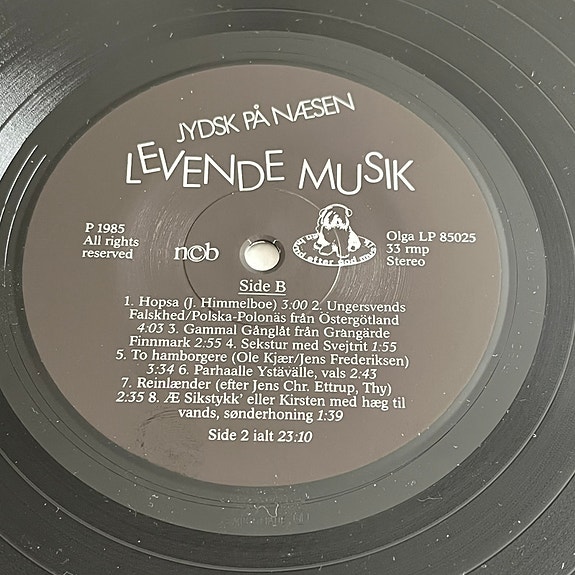 JYDSK PÅ NÆSEN
LEVENDE MUSIK
P 1985
All rights
reserved
n©b
Olga LP 85025
33 rmp
Stereo
Side B
1. Hopsa (J. Himmelboe) 3:00 2. Ungersvends
Falskhed/Polska-Polonäs från Östergötland
4:03 3. Gammal Gånglåt från Grangärde
Finnmark 2:55 4. Sekstur med Svejtrit 1:55
5. To hamborgere (Ole Kjær/Jens Frederiksen)
3:34 6. Parhaalle Ystävälle, vals 2:43
7. Reinlænder (efter Jens Chr. Ettrup, Thy)
2:35 8. Æ Sikstykk' eller Kirsten med hæg til
vands, sønderhoning 1:39
Side 2 ialt 23:10